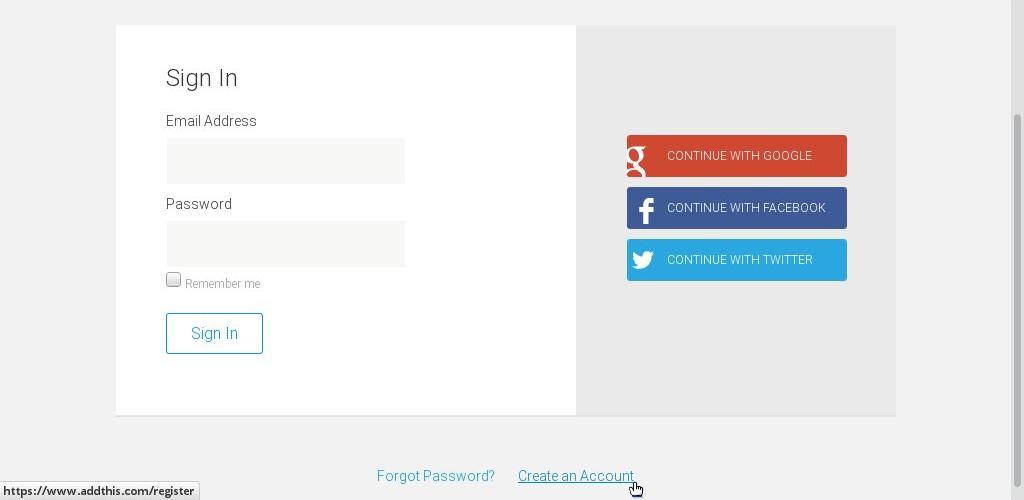 Sign In
Email Address
Password
Remember me
Sign In
CONTINUE WITH GOOGLE
CONTINUE WITH FACEBOOK
CONTINUE WITH TWITTER
Forgot Password? Create an Account
https://www.addthis.com/register